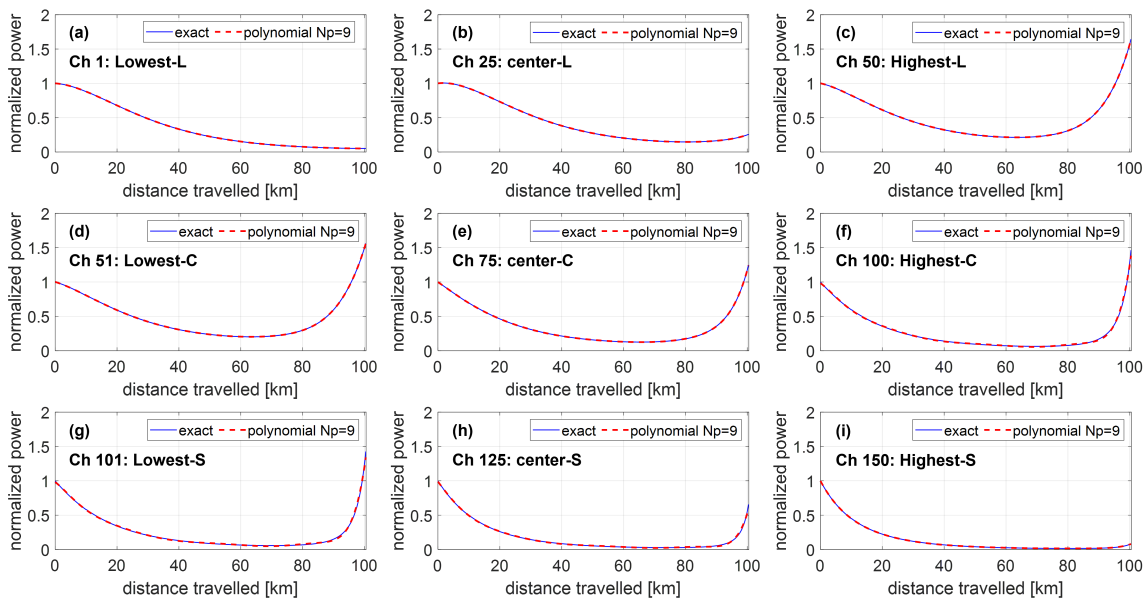 (a)
exact
polynomial Np=9
Ch 1: Lowest-L
normalized power
2
1.5
1
0.5
0
0
20
40
60
80
100
distance travelled [km]
(b)
exact
polynomial Np=9
Ch 25: center-L
normalized power
2
1.5
1
0.5
0
0
20
40
60
80
100
distance travelled [km]
(c)
exact
polynomial Np=9
Ch 50: Highest-L
normalized power
2
1.5
1
0.5
0
0
20
40
60
80
100
distance travelled [km]
(d)
exact
polynomial Np=9
Ch 51: Lowest-C
normalized power
2
1.5
1
0.5
0
0
20
40
60
80
100
distance travelled [km]
(e)
exact
polynomial Np=9
Ch 75: center-C
normalized power
2
1.5
1
0.5
0
0
20
40
60
80
100
distance travelled [km]
(f)
exact
polynomial Np=9
Ch 100: Highest-C
normalized power
2
1.5
1
0.5
0
0
20
40
60
80
100
distance travelled [km]
(g)
exact
polynomial Np=9
Ch 101: Lowest-S
normalized power
2
1.5
1
0.5
0
0
20
40
60
80
100
distance travelled [km]
(h)
exact
polynomial Np=9
Ch 125: center-S
normalized power
2
1.5
1
0.5
0
0
20
40
60
80
100
distance travelled [km]
(i)
exact
polynomial Np=9
Ch 150: Highest-S
normalized power
2
1.5
1
0.5
0
0
20
40
60
80
100
distance travelled [km]